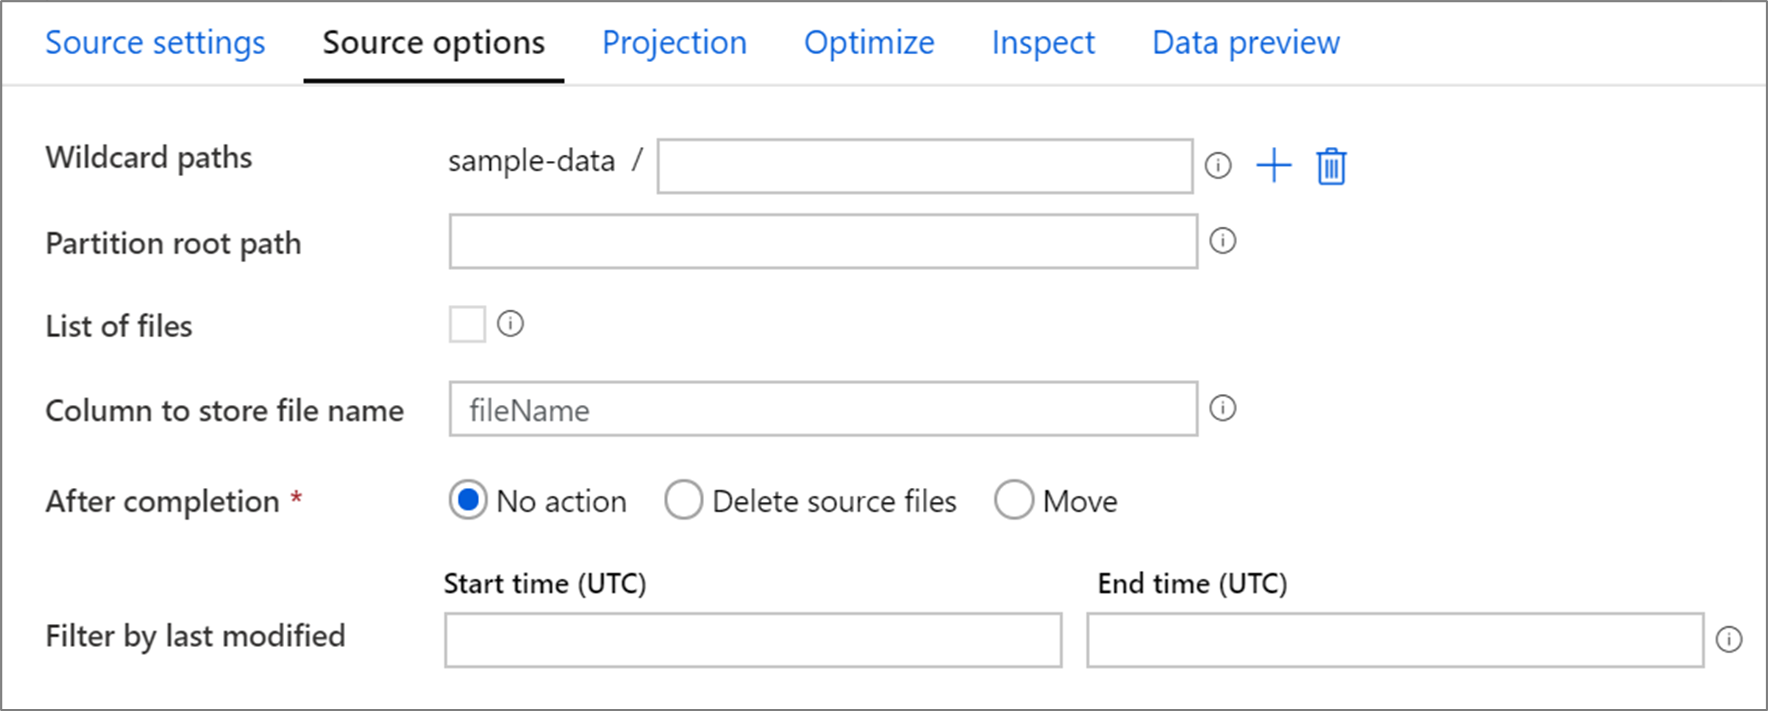 Source settings Source options Projection Optimize Inspect Data preview
Wildcard paths sample-data /
Partition root path
List of files
Column to store file name fileName
After completion * No action Delete source files Move
Start time (UTC) End time (UTC)
Filter by last modified